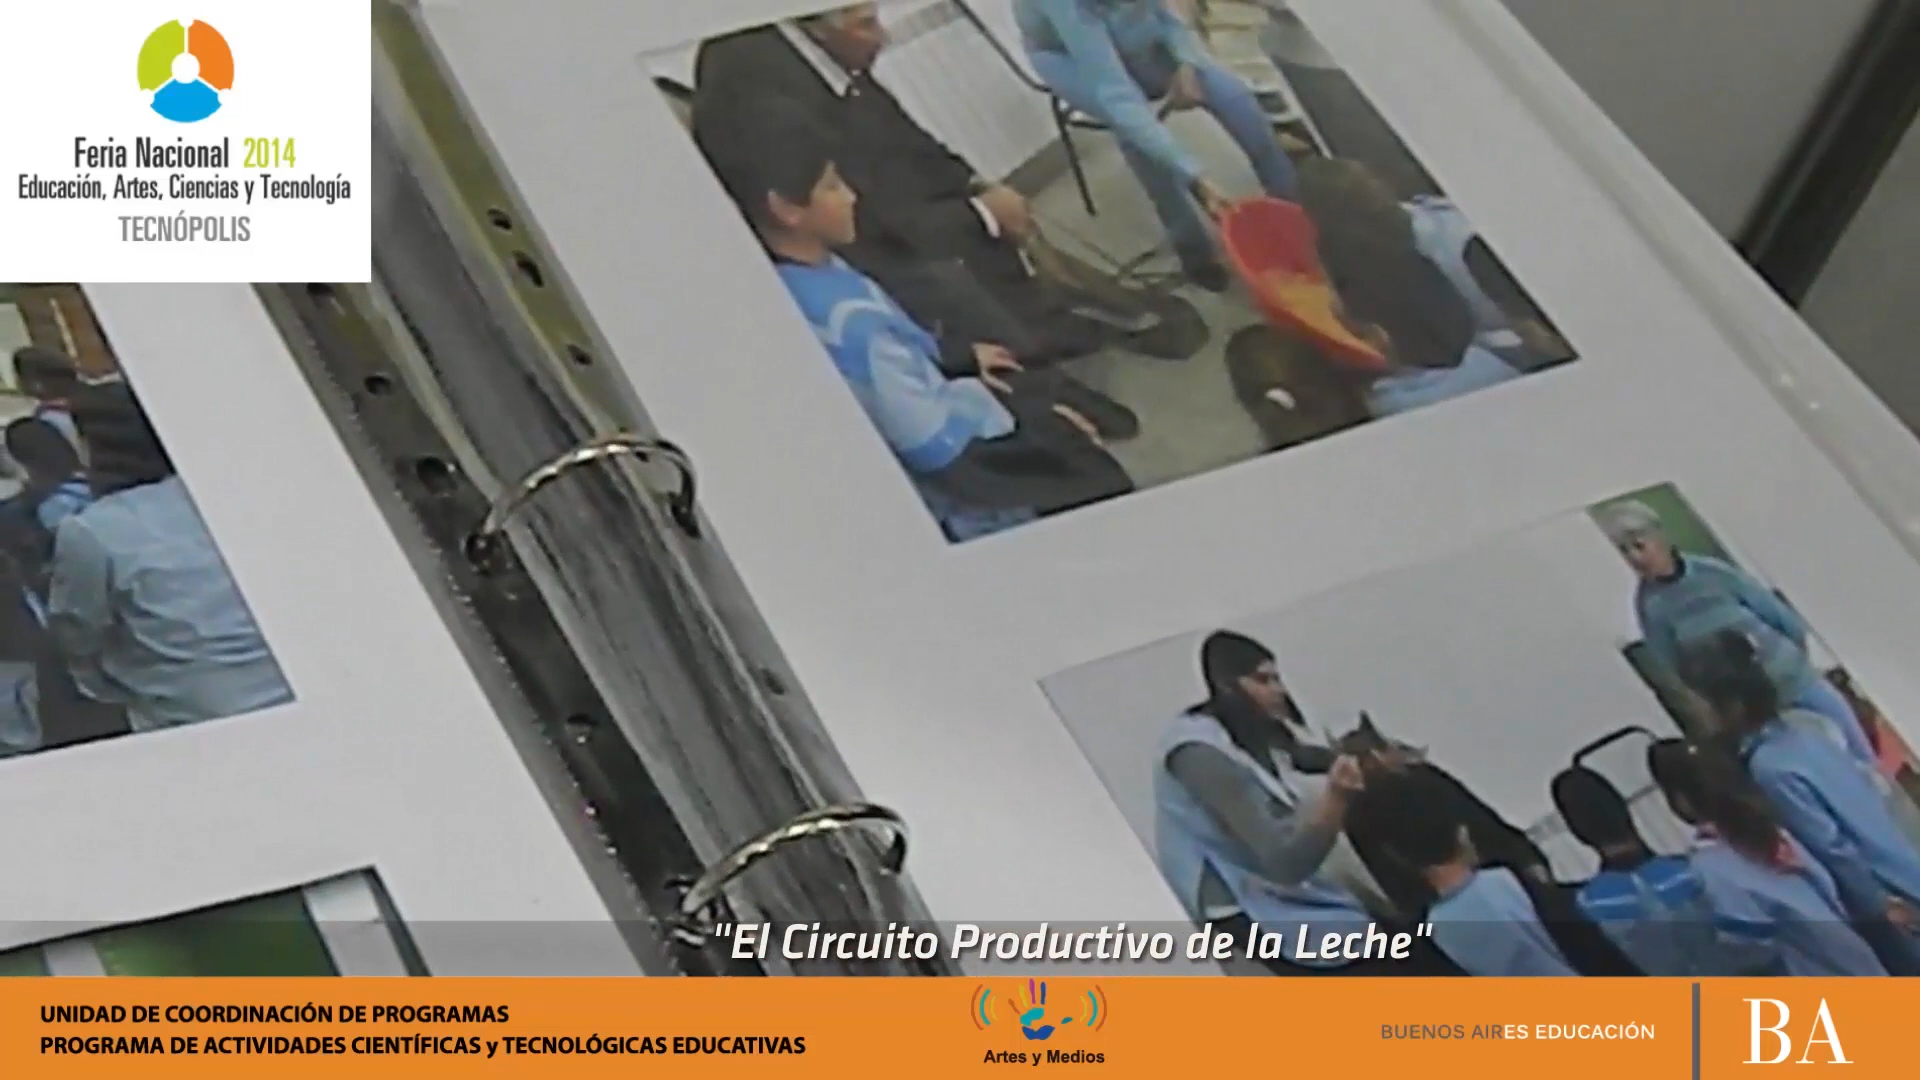 Feria Nacional 2014
Educación, Artes, Ciencias y Tecnología
TECNÓPOLIS
"El Circuito Productivo de la Leche"
UNIDAD DE COORDINACIÓN DE PROGRAMAS
PROGRAMA DE ACTIVIDADES CIENTÍFICAS y TECNOLÓGICAS EDUCATIVAS
Artes y Medios
BUENOS AIRES EDUCACIÓN
BA